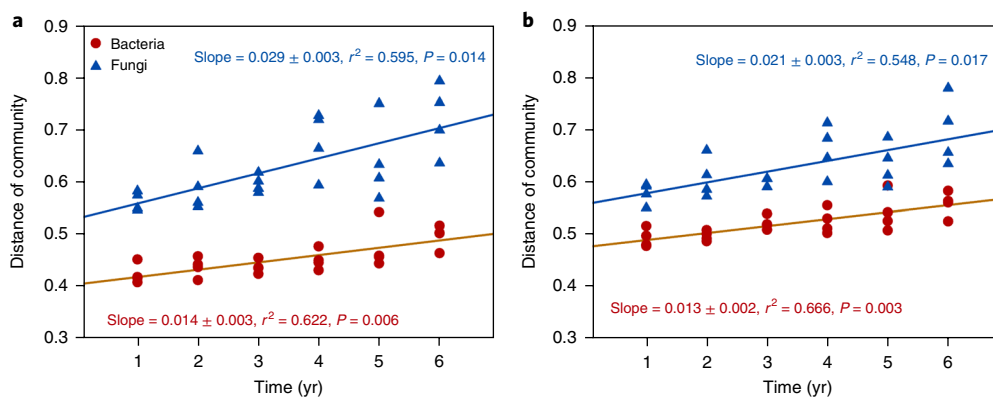 a
0.9
0.8
0.7
0.6
0.5
0.4
0.3
Distance of community
Bacteria
Fungi
Slope = 0.029 ± 0.003, r² = 0.595, P = 0.014
Slope = 0.014 ± 0.003, r² = 0.622, P = 0.006
1 2 3 4 5 6
Time (yr)
b
0.9
0.8
0.7
0.6
0.5
0.4
0.3
Distance of community
Slope = 0.021 ± 0.003, r² = 0.548, P = 0.017
Slope = 0.013 ± 0.002, r² = 0.666, P = 0.003
1 2 3 4 5 6
Time (yr)